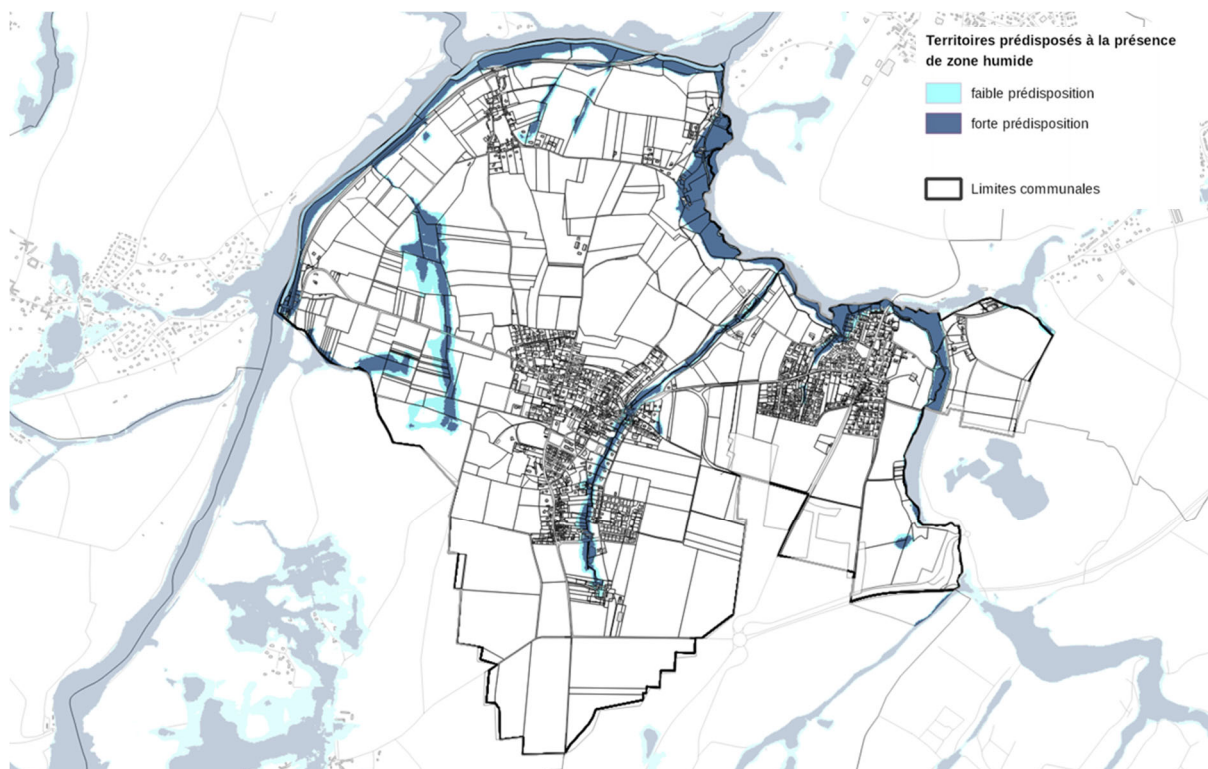 Territoires prédisposés à la présence
de zone humide
faible prédisposition
forte prédisposition
Limites communales